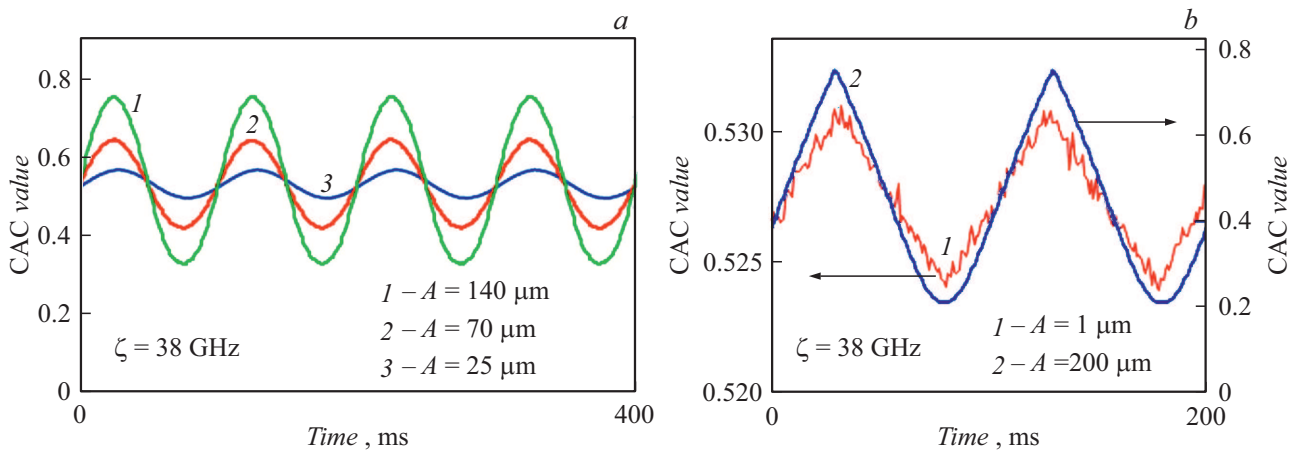 a
CAC value
0.8
0.6
0.4
0.2
0
1
2
3
1 – A = 140 μm
2 – A = 70 μm
3 – A = 25 μm
ζ = 38 GHz
0
400
Time , ms
b
CAC value
0.530
0.525
0.520
2
1
1 – A = 1 μm
2 – A =200 μm
ζ = 38 GHz
0
200
Time , ms
0.8
0.6
0.4
0.2
0
CAC value